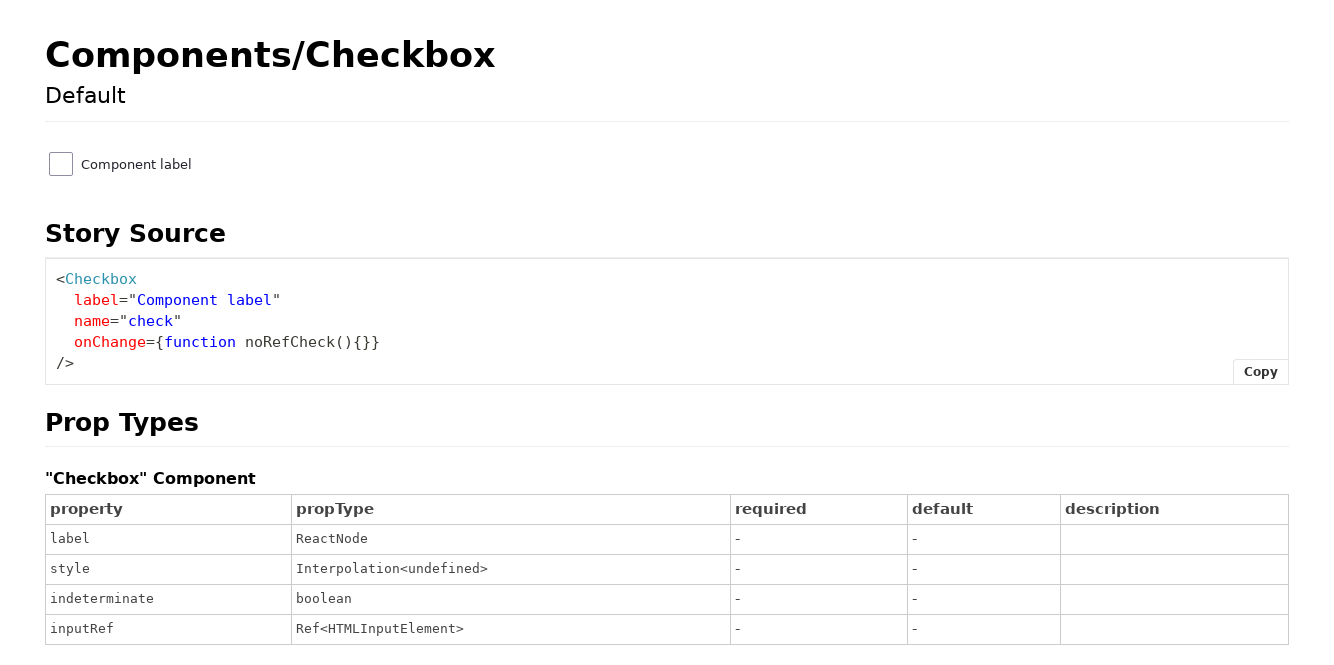 Components/Checkbox
Default
Component label
Story Source
<Checkbox
  label="Component label"
  name="check"
  onChange={function noRefCheck(){}}
/>
Copy
Prop Types
"Checkbox" Component
property propType required default description
label ReactNode - -
style Interpolation<undefined> - -
indeterminate boolean - -
inputRef Ref<HTMLInputElement> - -